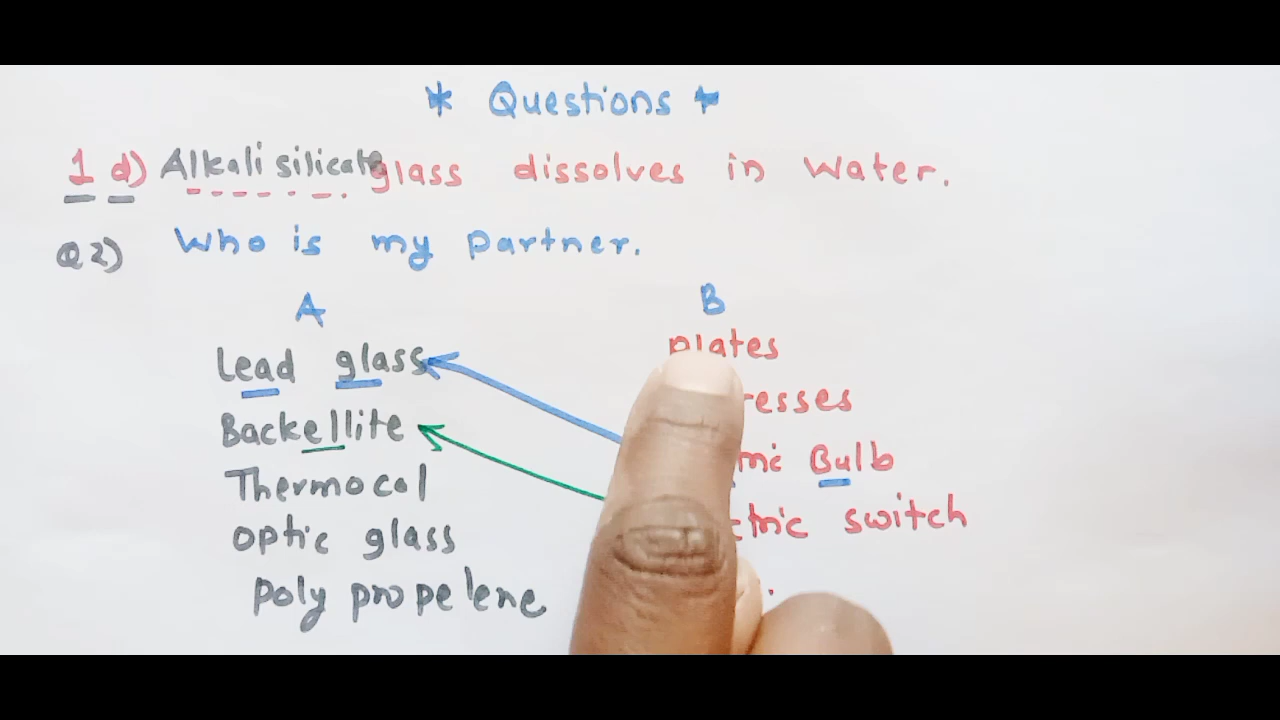 * Questions *
1 d) Alkali silicate glass dissolves in water.
Q2) Who is my partner.
A B
Lead glass plates
Backellite
Thermocol Bulb
optic glass switch
poly propelene